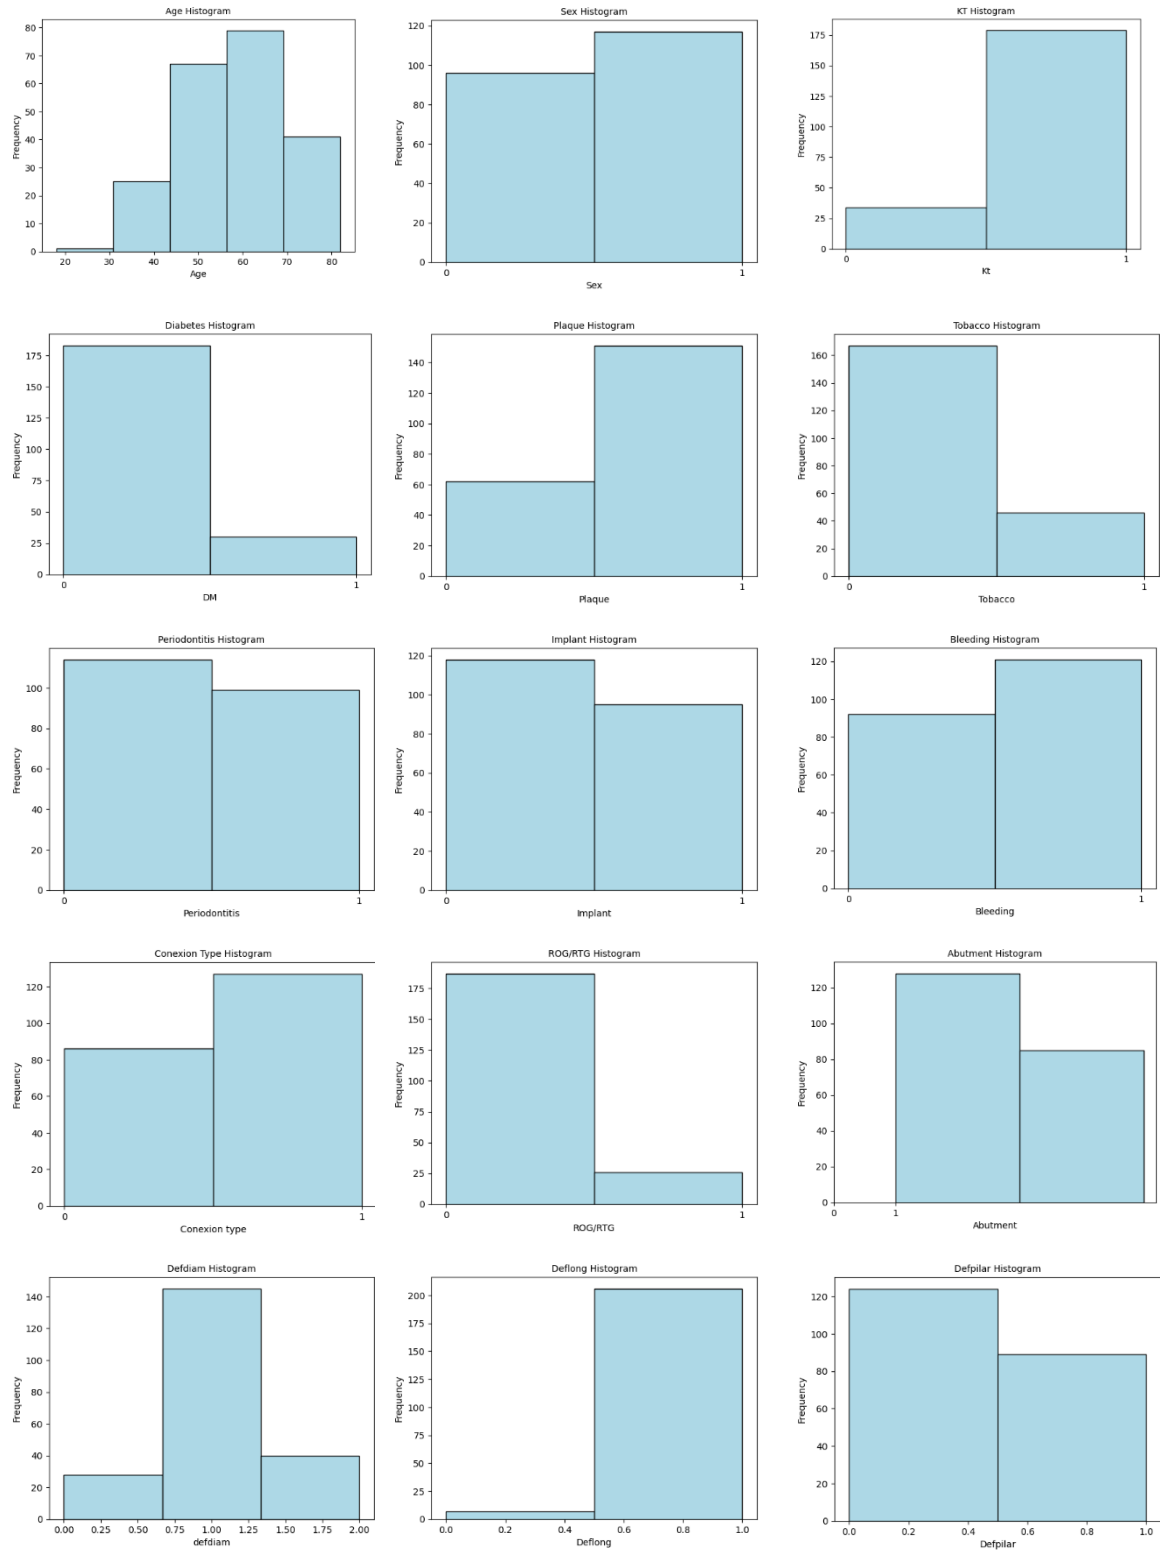 Age Histogram
Frequency
80
70
60
50
40
30
20
10
0
20 30 40 50 60 70 80
Age
Sex Histogram
Frequency
120
100
80
60
40
20
0
0 1
Sex
KT Histogram
Frequency
175
150
125
100
75
50
25
0
0 1
Kt
Diabetes Histogram
Frequency
175
150
125
100
75
50
25
0
0 1
DM
Plaque Histogram
Frequency
140
120
100
80
60
40
20
0
0 1
Plaque
Tobacco Histogram
Frequency
160
140
120
100
80
60
40
20
0
0 1
Tobacco
Periodontitis Histogram
Frequency
100
80
60
40
20
0
0 1
Periodontitis
Implant Histogram
Frequency
120
100
80
60
40
20
0
0 1
Implant
Bleeding Histogram
Frequency
120
100
80
60
40
20
0
0 1
Bleeding
Conexion Type Histogram
Frequency
120
100
80
60
40
20
0
0 1
Conexion type
ROG/RTG Histogram
Frequency
175
150
125
100
75
50
25
0
0 1
ROG/RTG
Abutment Histogram
Frequency
120
100
80
60
40
20
0
0 1
Abutment
Defdiam Histogram
Frequency
140
120
100
80
60
40
20
0
0.00 0.25 0.50 0.75 1.00 1.25 1.50 1.75 2.00
defdiam
Deflong Histogram
Frequency
200
175
150
125
100
75
50
25
0
0.0 0.2 0.4 0.6 0.8 1.0
Deflong
Defpilar Histogram
Frequency
120
100
80
60
40
20
0
0.0 0.2 0.4 0.6 0.8 1.0
Defpilar